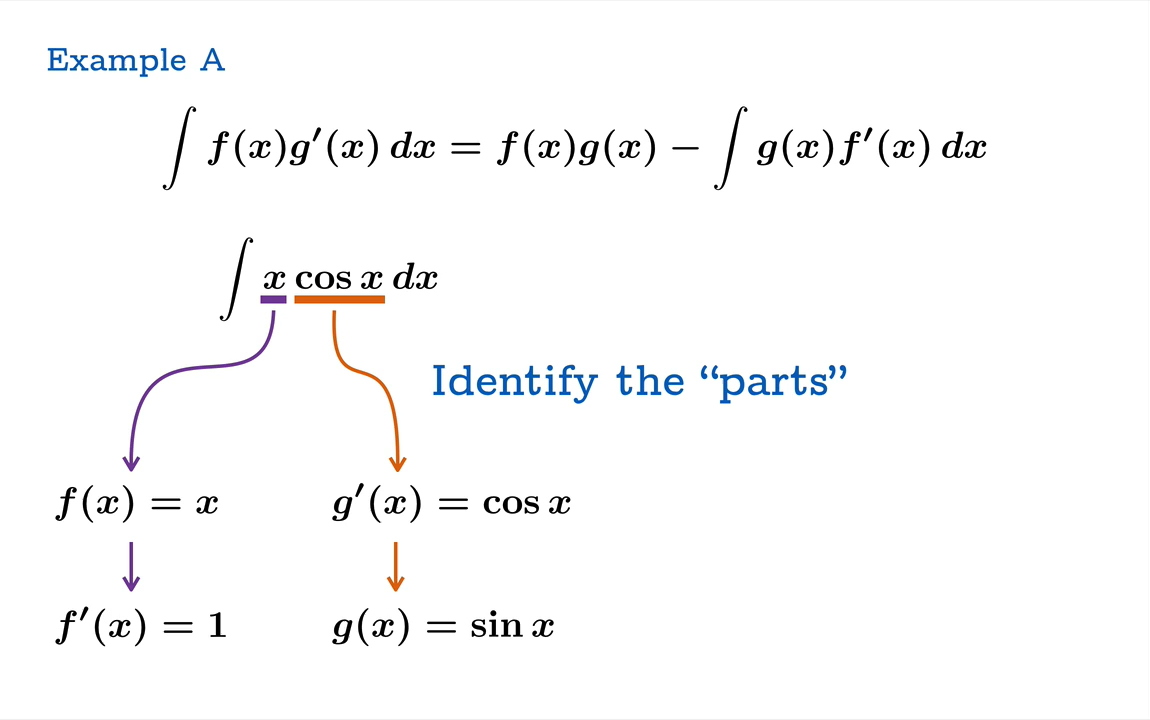 Example A
∫ f(x)g′(x) dx = f(x)g(x) − ∫ g(x)f′(x) dx
∫ x cos x dx
Identify the “parts”
f(x) = x g′(x) = cos x
f′(x) = 1 g(x) = sin x